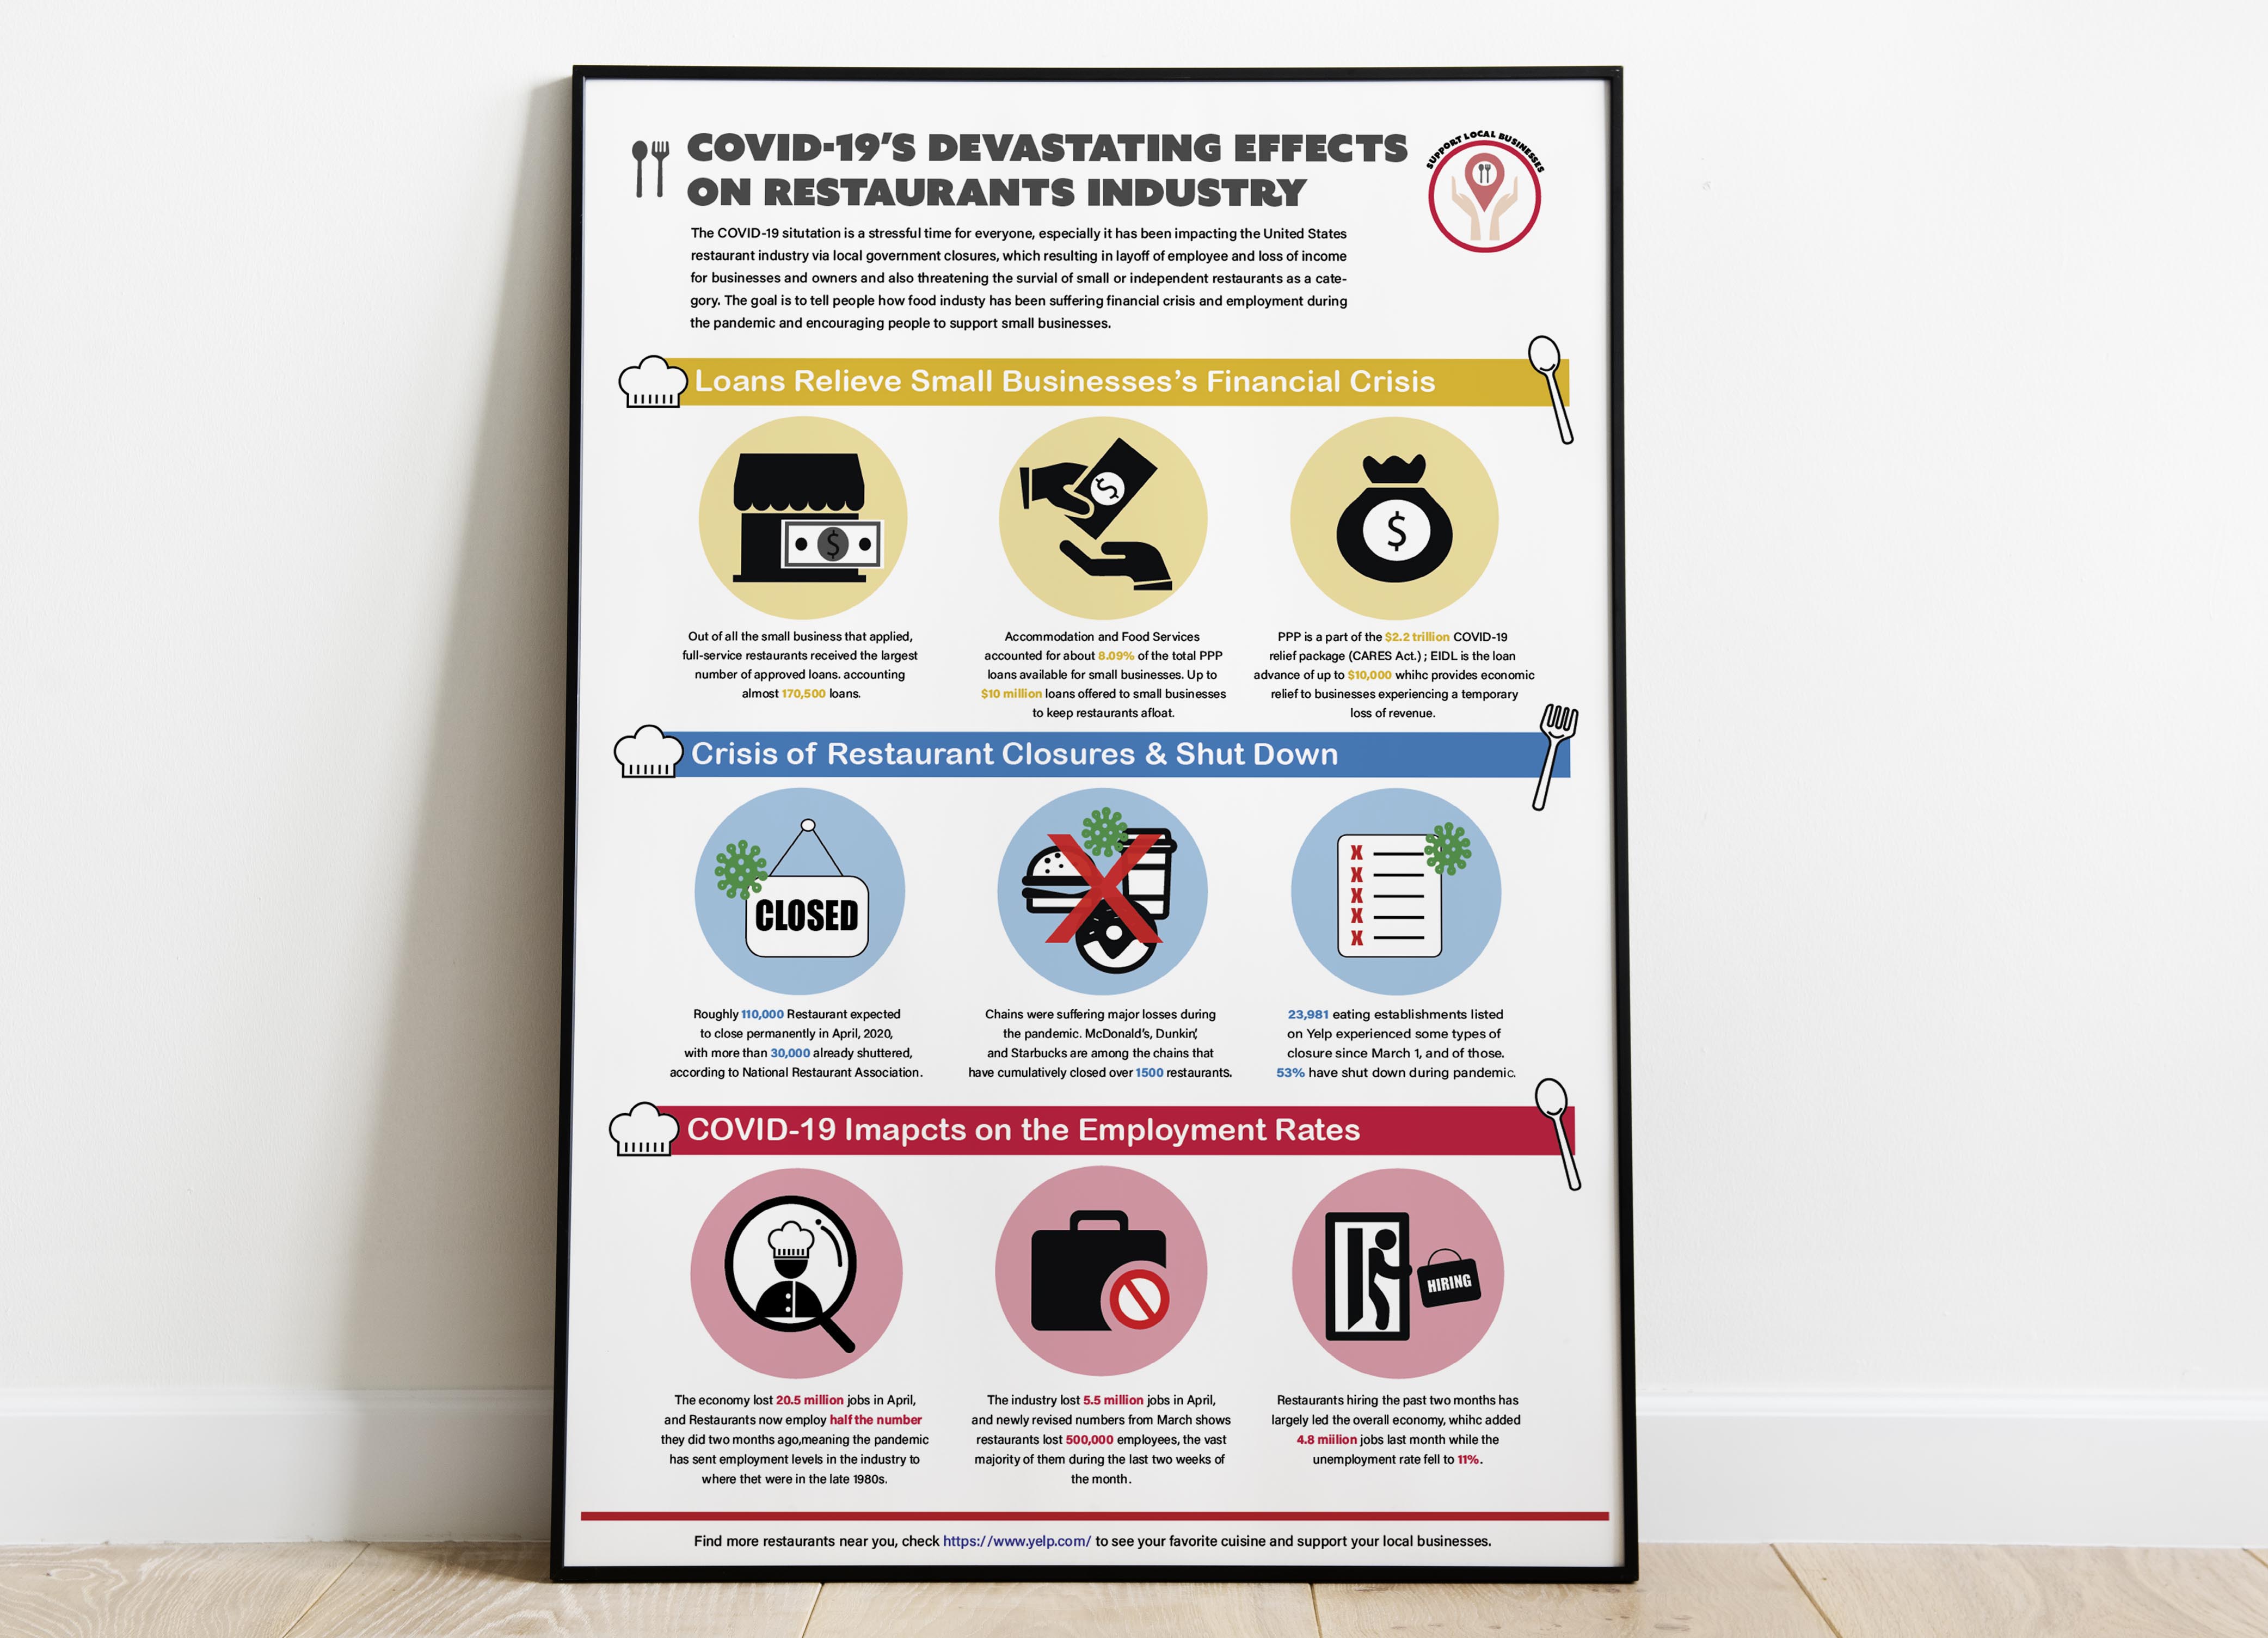 COVID-19'S DEVASTATING EFFECTS
ON RESTAURANTS INDUSTRY
SUPPORT LOCAL BUSINESSES
The COVID-19 situtation is a stressful time for everyone, especially it has been impacting the United States
restaurant industry via local government closures, which resulting in layoff of employee and loss of income
for businesses and owners and also threatening the survial of small or independent restaurants as a cate-
gory. The goal is to tell people how food industy has been suffering financial crisis and employment during
the pandemic and encouraging people to support small businesses.
Loans Relieve Small Businesses's Financial Crisis
$
$
$
Out of all the small business that applied,
full-service restaurants received the largest
number of approved loans. accounting
almost 170,500 loans.
Accommodation and Food Services
accounted for about 8.09% of the total PPP
loans available for small businesses. Up to
$10 million loans offered to small businesses
to keep restaurants afloat.
PPP is a part of the $2.2 trillion COVID-19
relief package (CARES Act.) ; EIDL is the loan
advance of up to $10,000 whihc provides economic
relief to businesses experiencing a temporary
loss of revenue.
Crisis of Restaurant Closures & Shut Down
CLOSED
X
X
X
X
X
Roughly 110,000 Restaurant expected
to close permanently in April, 2020,
with more than 30,000 already shuttered,
according to National Restaurant Association.
Chains were suffering major losses during
the pandemic. McDonald's, Dunkin',
and Starbucks are among the chains that
have cumulatively closed over 1500 restaurants.
23,981 eating establishments listed
on Yelp experienced some types of
closure since March 1, and of those.
53% have shut down during pandemic.
COVID-19 Imapcts on the Employment Rates
HIRING
The economy lost 20.5 million jobs in April,
and Restaurants now employ half the number
they did two months ago,meaning the pandemic
has sent employment levels in the industry to
where thet were in the late 1980s.
The industry lost 5.5 million jobs in April,
and newly revised numbers from March shows
restaurants lost 500,000 employees, the vast
majority of them during the last two weeks of
the month.
Restaurants hiring the past two months has
largely led the overall economy, whihc added
4.8 miilion jobs last month while the
unemployment rate fell to 11%.
Find more restaurants near you, check https://www.yelp.com/ to see your favorite cuisine and support your local businesses.